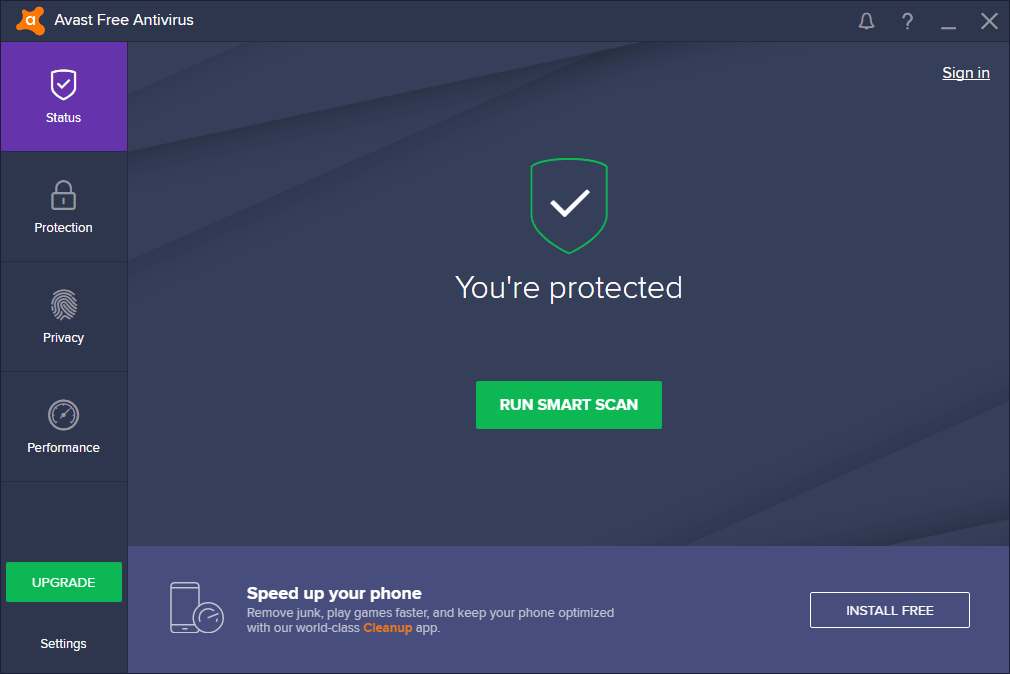 Avast Free Antivirus
Sign in
Status
Protection
Privacy
Performance
You're protected
RUN SMART SCAN
UPGRADE
Settings
Speed up your phone
Remove junk, play games faster, and keep your phone optimized
with our world-class Cleanup app.
INSTALL FREE